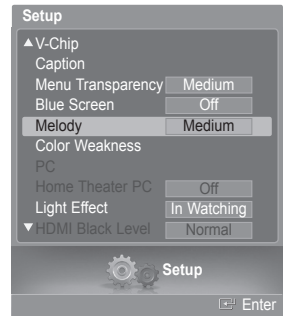 Setup
▲V-Chip
Caption
Menu Transparency Medium
Blue Screen Off
Melody Medium
Color Weakness
PC
Home Theater PC Off
Light Effect In Watching
▼HDMI Black Level Normal
Setup
Enter